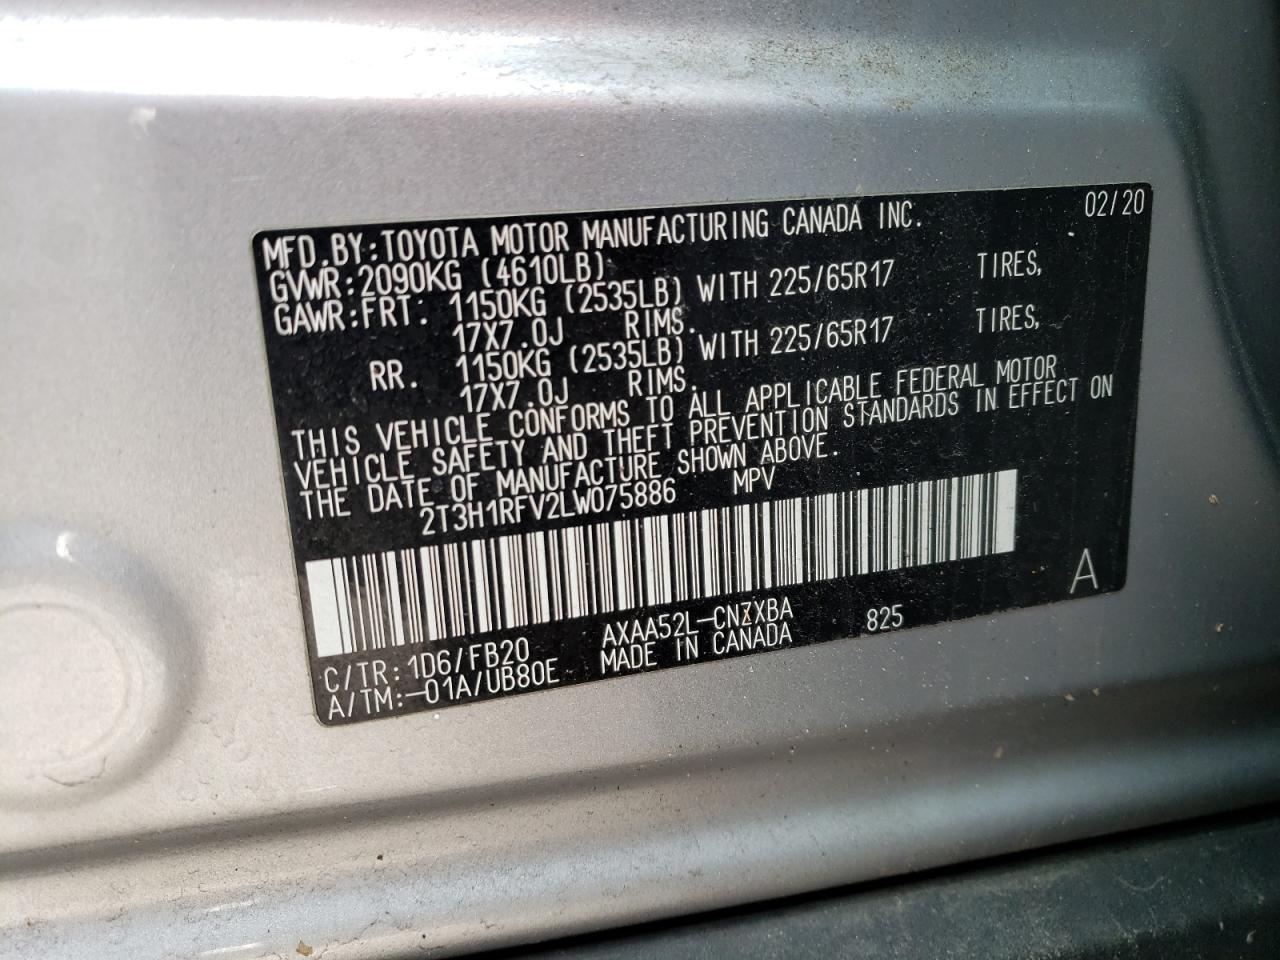 02/20
MFD.BY:TOYOTA MOTOR MANUFACTURING CANADA INC.
GVWR:2090KG (4610LB)
GAWR:FRT: 1150KG (2535LB) WITH 225/65R17 TIRES,
17X7.0J RIMS.
RR. 1150KG (2535LB) WITH 225/65R17 TIRES,
17X7.0J RIMS.
THIS VEHICLE CONFORMS TO ALL APPLICABLE FEDERAL MOTOR
VEHICLE SAFETY AND THEFT PREVENTION STANDARDS IN EFFECT ON
THE DATE OF MANUFACTURE SHOWN ABOVE.
2T3H1RFV2LW075886 MPV
A
C/TR:1D6/FB20 AXAA52L-CNZXBA 825
A/TM:-01A/UB80E MADE IN CANADA